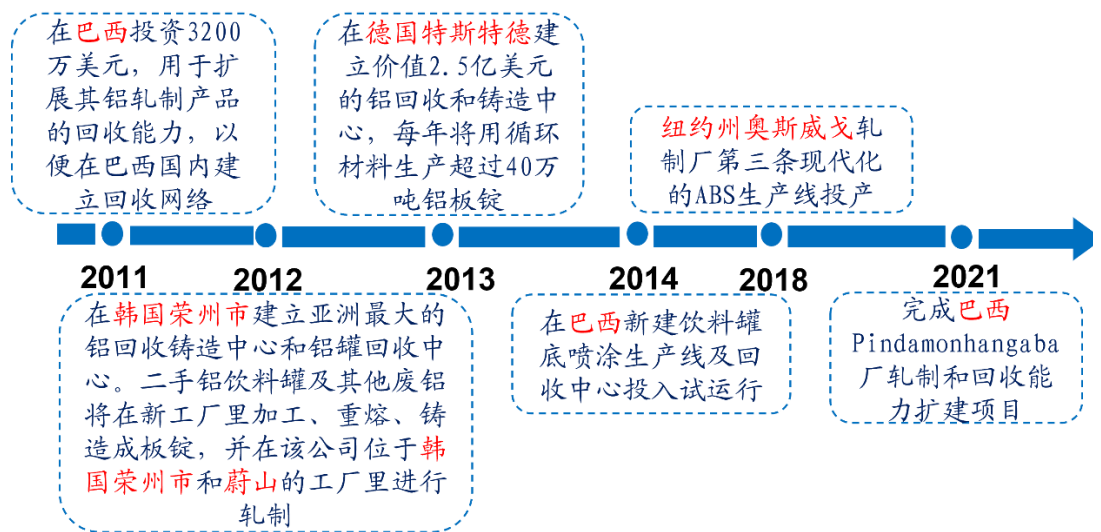 在巴西投资3200
万美元，用于扩
展其铝轧制产品
的回收能力，以
便在巴西国内建
立回收网络
在德国特斯特德建
立价值2.5亿美元
的铝回收和铸造中
心，每年将用循环
材料生产超过40万
吨铝板锭
纽约州奥斯威戈轧
制厂第三条现代化
的ABS生产线投产
2011
2012
2013
2014
2018
2021
在韩国荣州市建立亚洲最大的
铝回收铸造中心和铝罐回收中
心。二手铝饮料罐及其他废铝
将在新工厂里加工、重熔、铸
造成板锭，并在该公司位于韩
国荣州市和蔚山的工厂里进行
轧制
在巴西新建饮料罐
底喷涂生产线及回
收中心投入试运行
完成巴西
Pindamonhangaba
厂轧制和回收能
力扩建项目